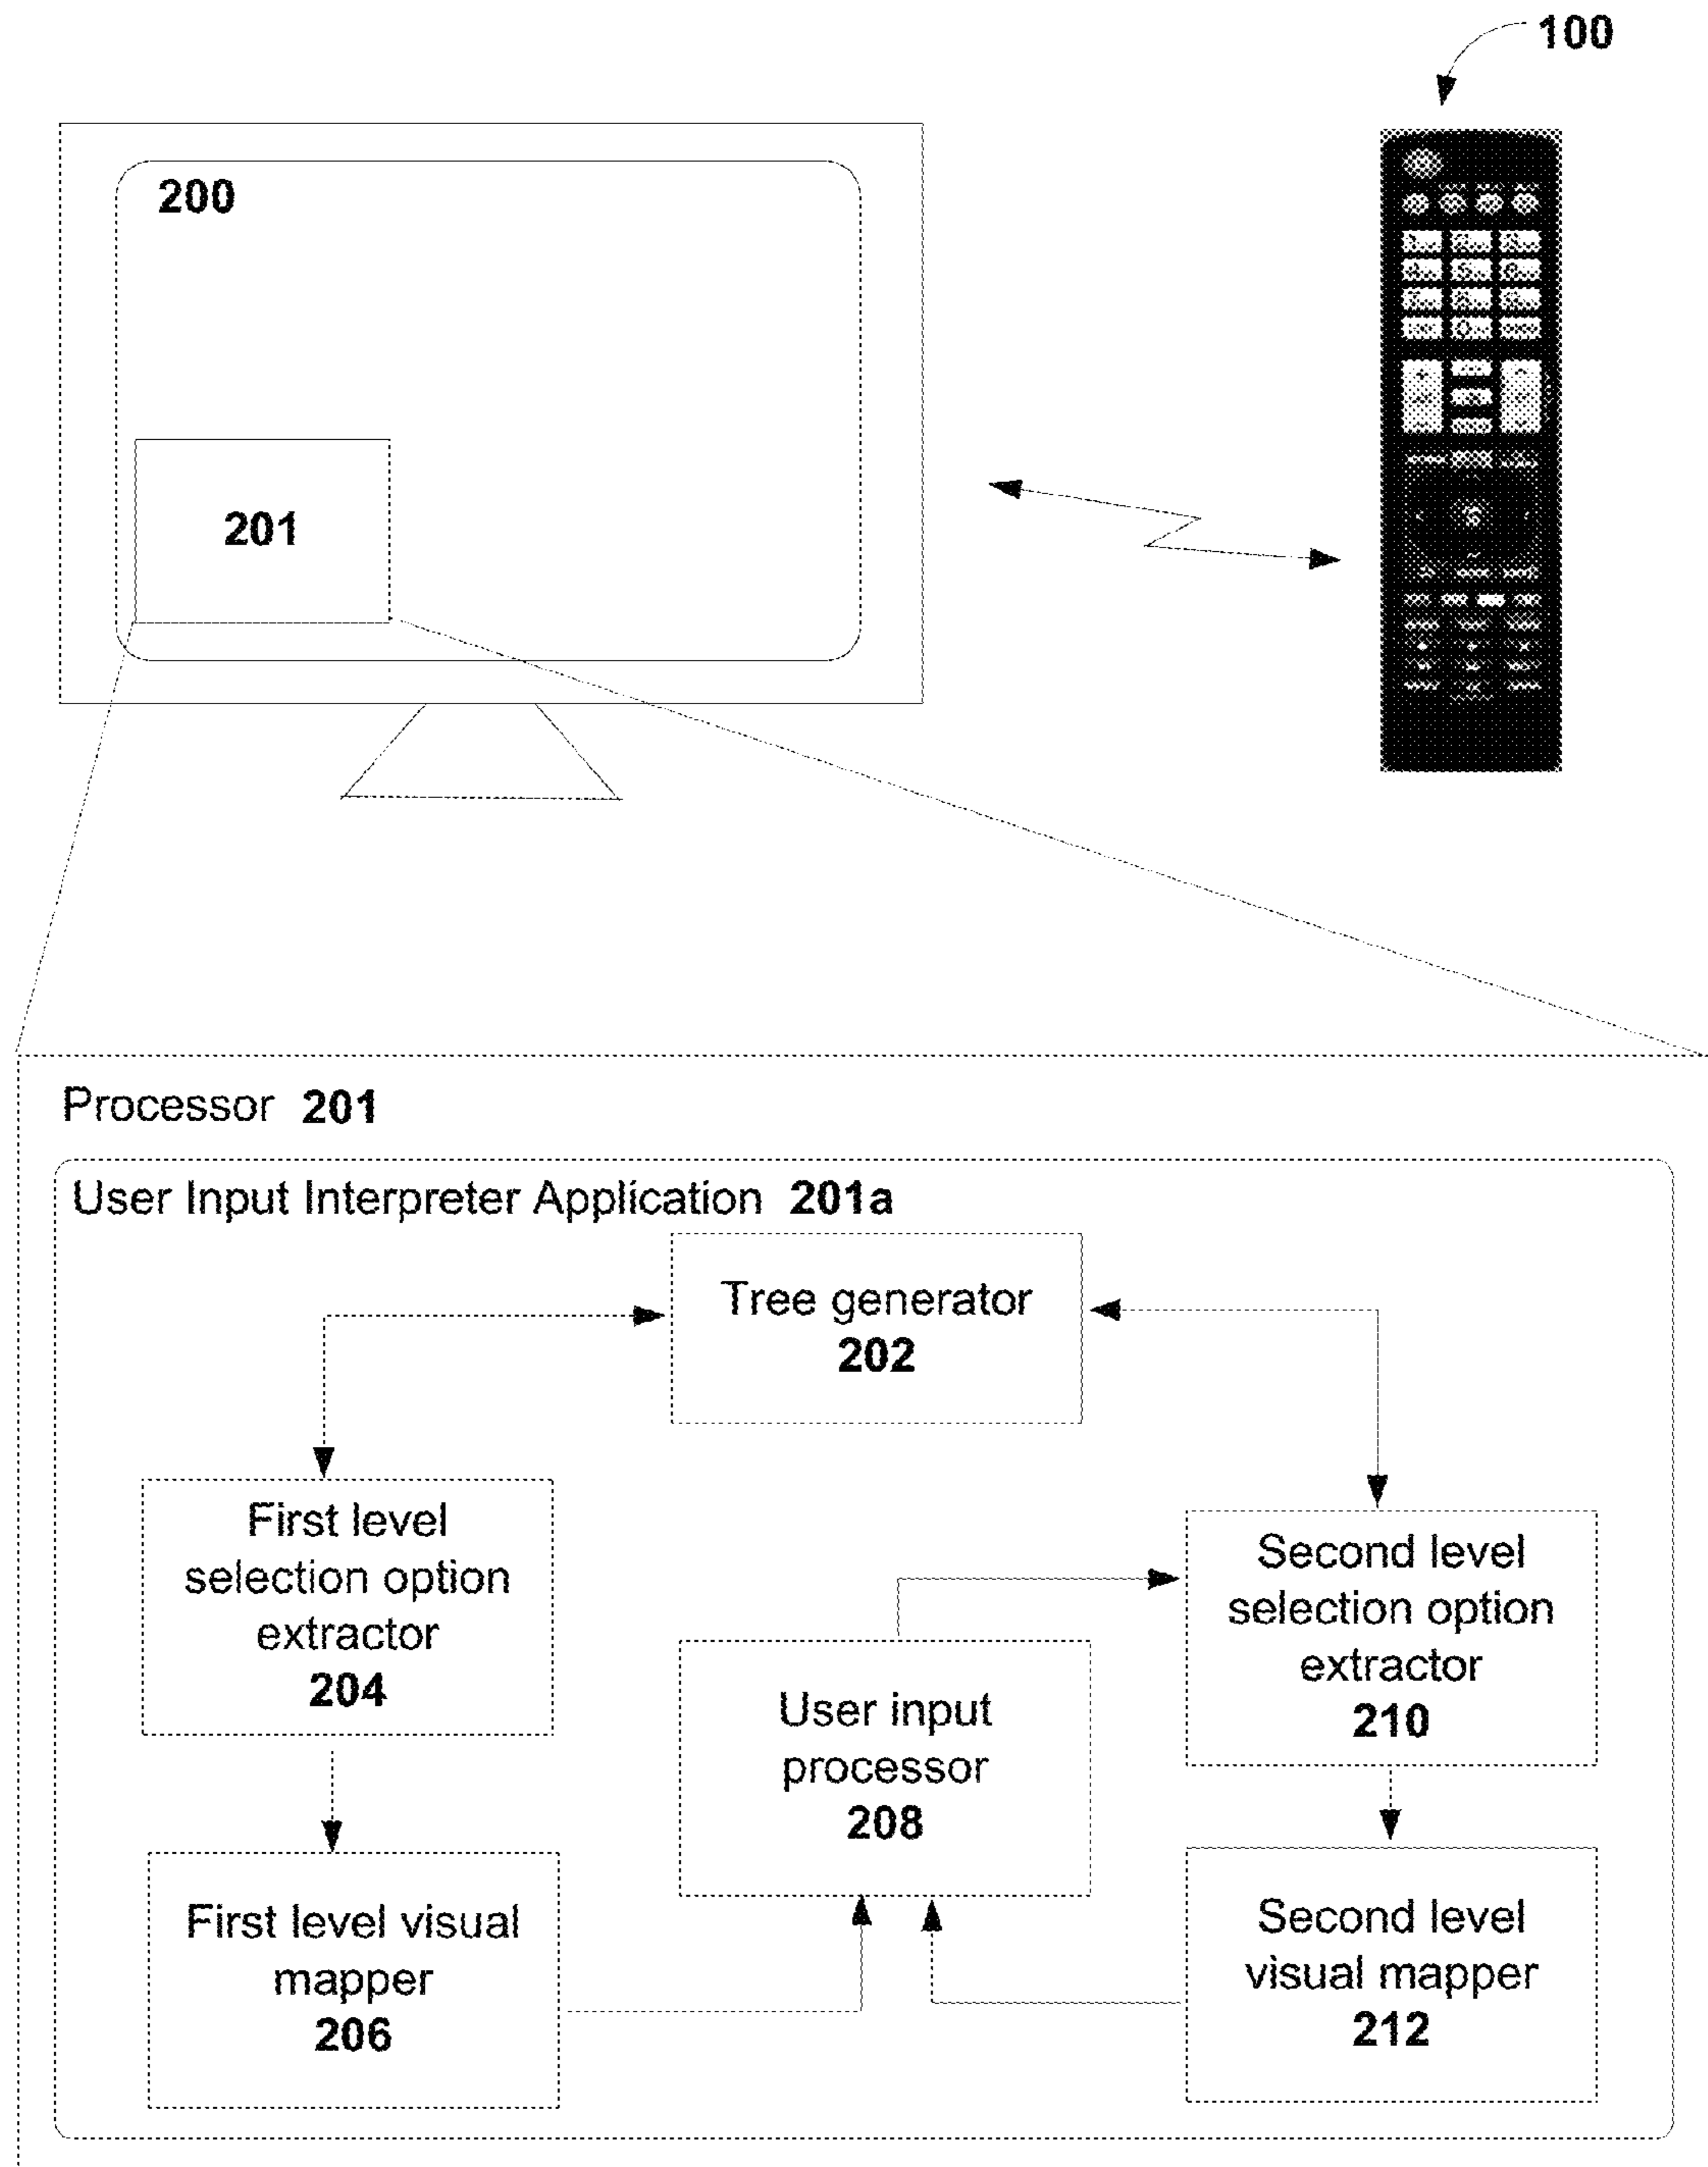 100
200
201
Processor 201
User Input Interpreter Application 201a
Tree generator
202
First level
selection option
extractor
204
Second level
selection option
extractor
210
User input
processor
208
First level visual
mapper
206
Second level
visual mapper
212